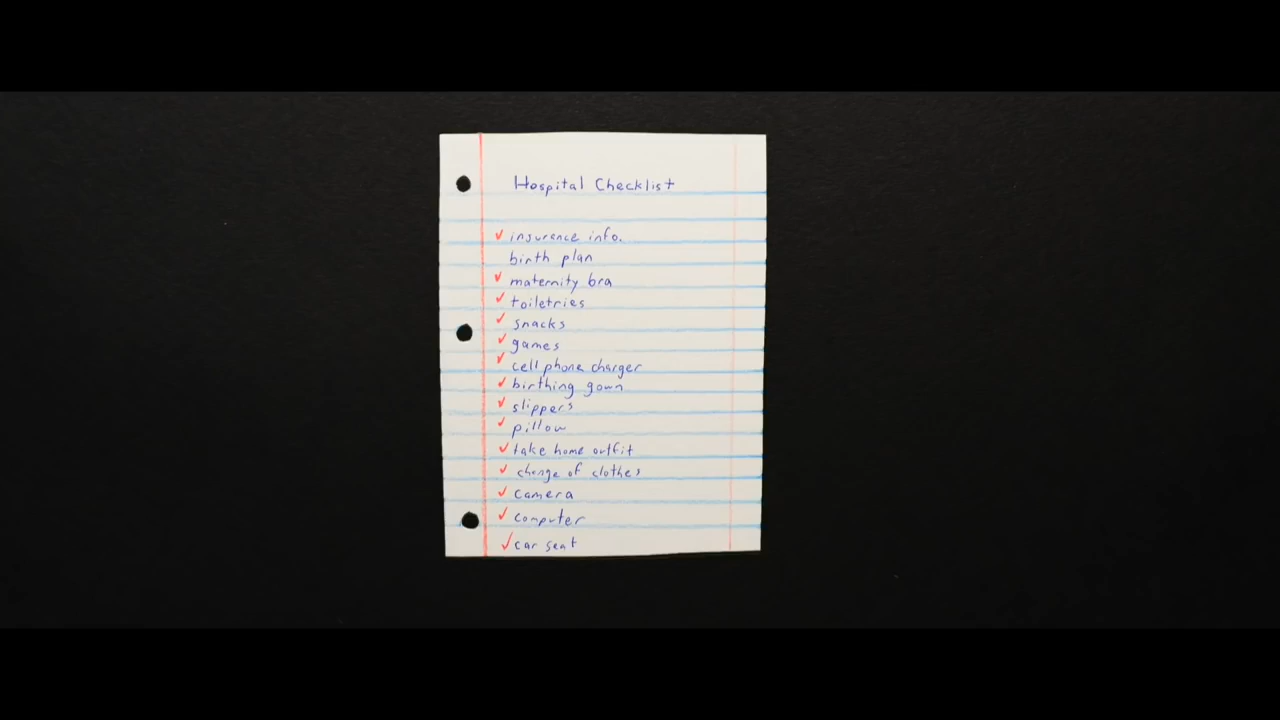 Hospital Checklist
✓ insurance info.
birth plan
✓ maternity bra
✓ toiletries
✓ snacks
✓ games
✓ cell phone charger
✓ birthing gown
✓ slippers
✓ pillow
✓ take home outfit
✓ change of clothes
✓ camera
✓ computer
✓ car seat